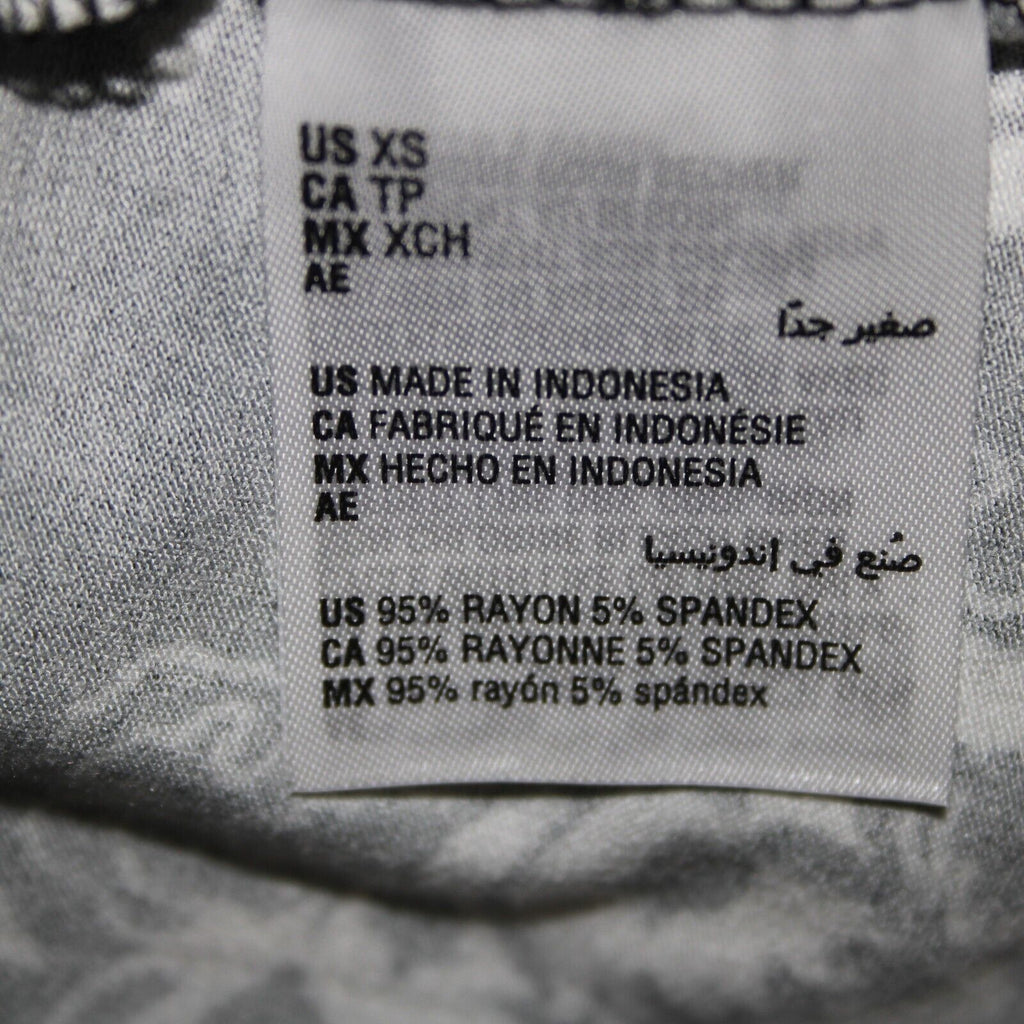 US XS
CA TP
MX XCH
AE
صغير جدّا
US MADE IN INDONESIA
CA FABRIQUÉ EN INDONÉSIE
MX HECHO EN INDONESIA
AE
صُنع في اندونيسيا
US 95% RAYON 5% SPANDEX
CA 95% RAYONNE 5% SPANDEX
MX 95% rayón 5% spándex